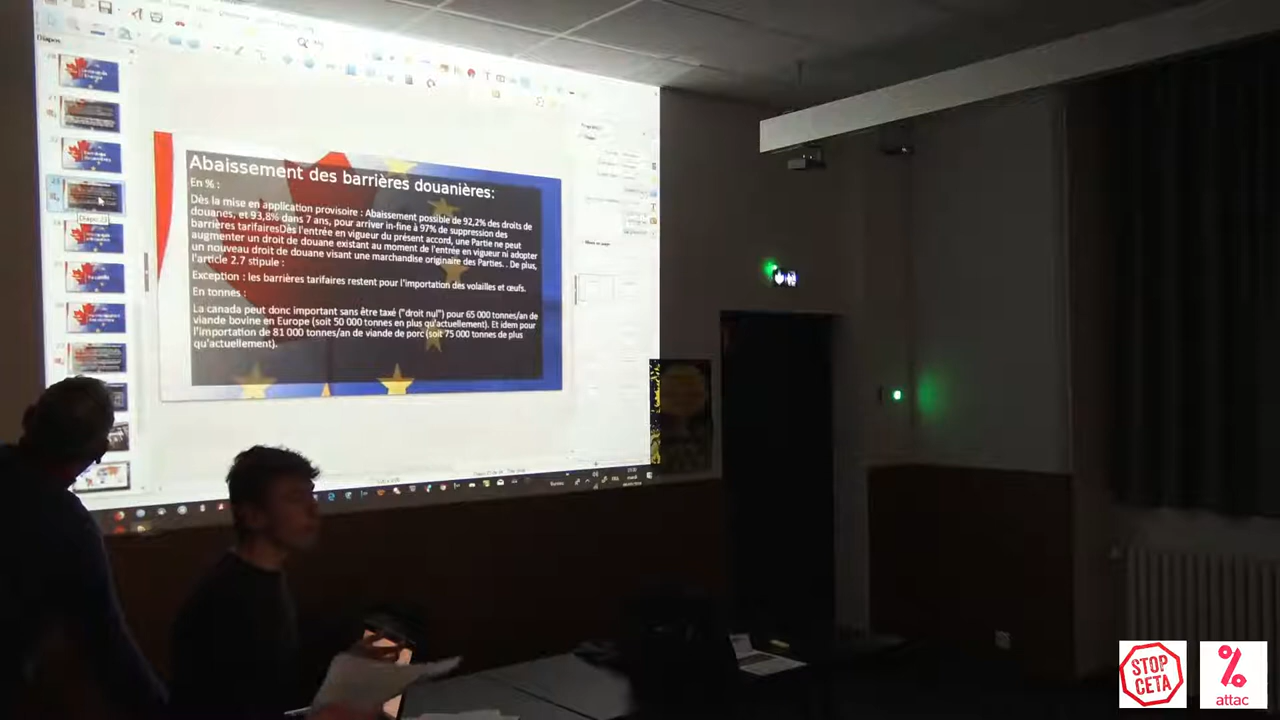 Diapos
Abaissement des barrières douanières:
En % :
Dès la mise en application provisoire : Abaissement possible de 92,2% des droits de
douanes, et 93,8% dans 7 ans, pour arriver in-fine à 97% de suppression des
barrières tarifairesDès l'entrée en vigueur du présent accord, une Partie ne peut
augmenter un droit de douane existant au moment de l'entrée en vigueur ni adopter
un nouveau droit de douane visant une marchandise originaire des Parties. . De plus,
l'article 2.7 stipule :
Exception : les barrières tarifaires restent pour l'importation des volailles et œufs.
En tonnes :
La canada peut donc important sans être taxé ("droit nul") pour 65 000 tonnes/an de
viande bovine en Europe (soit 50 000 tonnes en plus qu'actuellement). Et idem pour
l'importation de 81 000 tonnes/an de viande de porc (soit 75 000 tonnes de plus
qu'actuellement).
STOP
CETA
%
attac